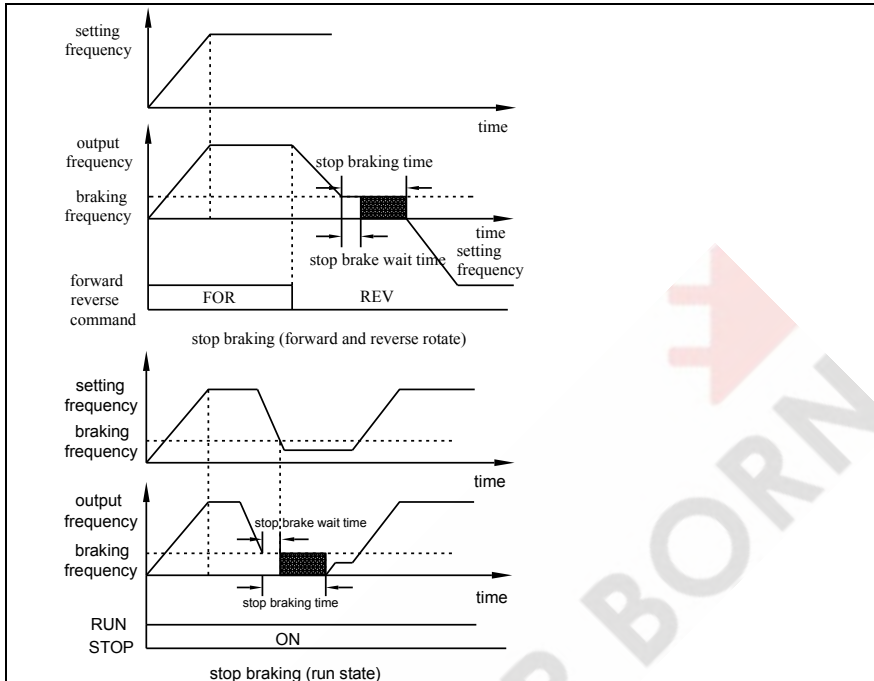 setting
frequency
time
output
frequency
stop braking time
braking
frequency
time
setting
frequency
stop brake wait time
forward
reverse
command
FOR
REV
stop braking (forward and reverse rotate)
setting
frequency
braking
frequency
time
output
frequency
stop brake wait time
braking
frequency
time
stop braking time
RUN
STOP
ON
stop braking (run state)
BORN